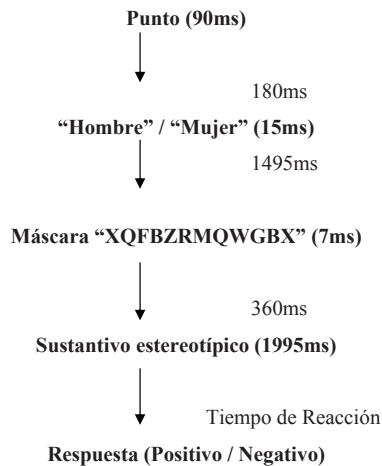 Punto (90ms)
180ms
“Hombre” / “Mujer” (15ms)
1495ms
Máscara “XQFBZRMQWGBX” (7ms)
360ms
Sustantivo estereotípico (1995ms)
Tiempo de Reacción
Respuesta (Positivo / Negativo)